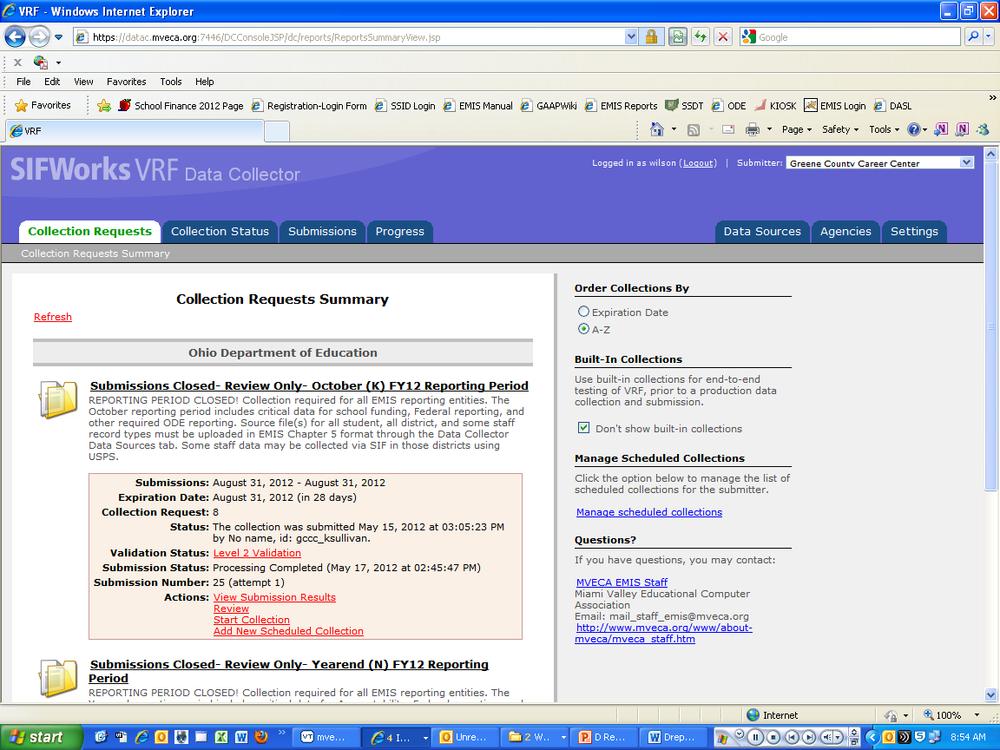 VRF - Windows Internet Explorer
https://datac.mveca.org:7446/DCConsoleJSP/dc/reports/ReportsSummaryView.jsp
Google
File Edit View Favorites Tools Help
Favorites School Finance 2012 Page Registration-Login Form SSID Login EMIS Manual GAAPWiki EMIS Reports SSDT ODE KIOSK EMIS Login DASL »
VRF
Page Safety Tools
SIFWorks VRF Data Collector
Logged in as wilson (Logout) | Submitter: Greene County Career Center
Collection Requests Collection Status Submissions Progress Data Sources Agencies Settings
Collection Requests Summary
Collection Requests Summary
Refresh
Ohio Department of Education
Submissions Closed- Review Only- October (K) FY12 Reporting Period
REPORTING PERIOD CLOSED! Collection required for all EMIS reporting entities. The
October reporting period includes critical data for school funding, Federal reporting, and
other required ODE reporting. Source file(s) for all student, all district, and some staff
record types must be uploaded in EMIS Chapter 5 format through the Data Collector
Data Sources tab. Some staff data may be collected via SIF in those districts using
USPS.
Submissions: August 31, 2012 - August 31, 2012
Expiration Date: August 31, 2012 (in 28 days)
Collection Request: 8
Status: The collection was submitted May 15, 2012 at 03:05:23 PM
by No name, id: gccc_ksullivan.
Validation Status: Level 2 Validation
Submission Status: Processing Completed (May 17, 2012 at 02:45:47 PM)
Submission Number: 25 (attempt 1)
Actions: View Submission Results
Review
Start Collection
Add New Scheduled Collection
Submissions Closed- Review Only- Yearend (N) FY12 Reporting
Period
REPORTING PERIOD CLOSED! Collection required for all EMIS reporting entities. The
Order Collections By
Expiration Date
A-Z
Built-In Collections
Use built-in collections for end-to-end
testing of VRF, prior to a production data
collection and submission.
Don't show built-in collections
Manage Scheduled Collections
Click the option below to manage the list of
scheduled collections for the submitter.
Manage scheduled collections
Questions?
If you have questions, you may contact:
MVECA EMIS Staff
Miami Valley Educational Computer
Association
Email: mail_staff_emis@mveca.org
http://www.mveca.org/www/about-
mveca/mveca_staff.htm
Internet 100%
start » mve... 4 I... Unre... 2 W... D Re... Drep... 8:54 AM